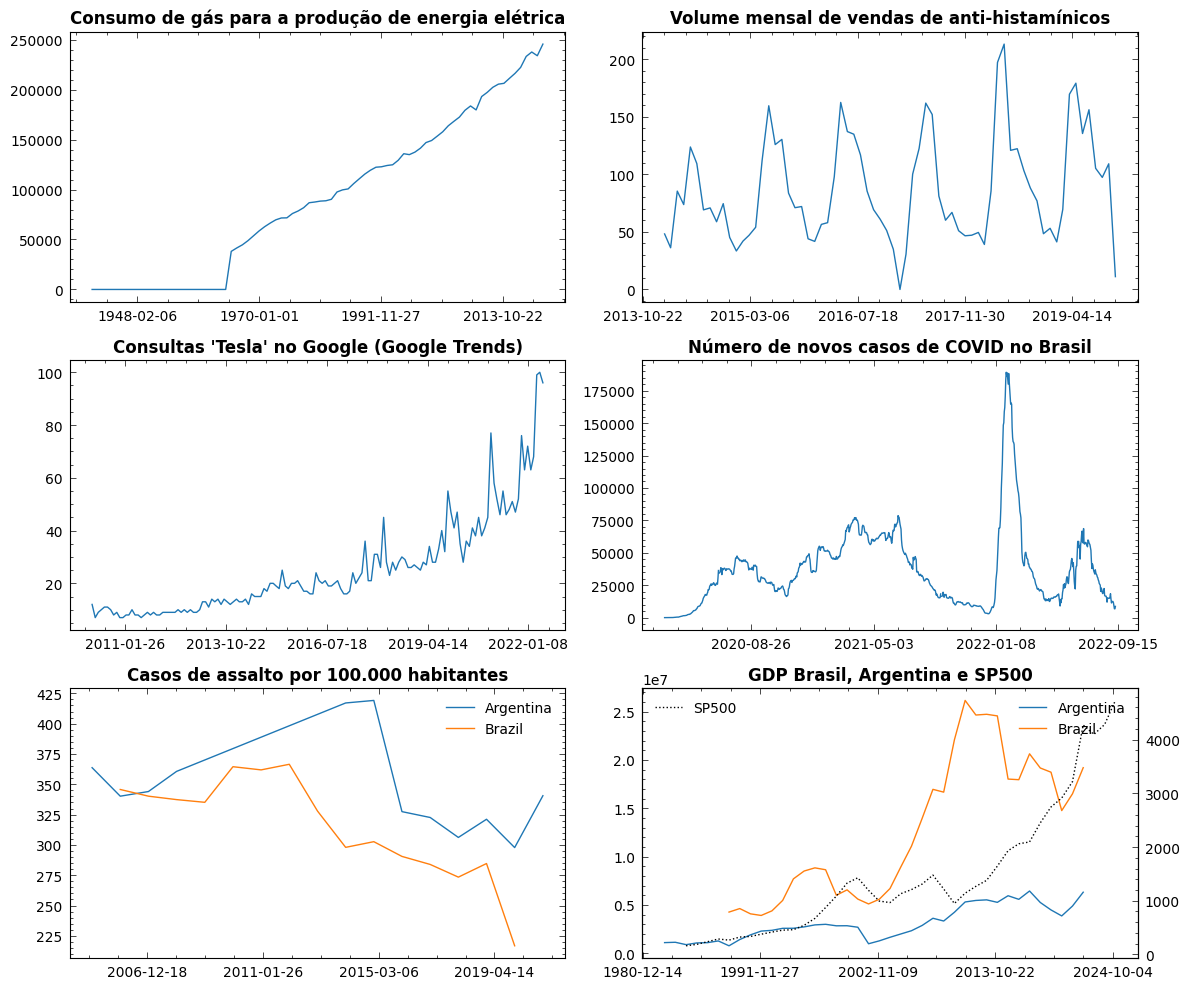 Consumo de gás para a produção de energia elétrica
250000
200000
150000
100000
50000
0
1948-02-06 1970-01-01 1991-11-27 2013-10-22
Volume mensal de vendas de anti-histamínicos
200
150
100
50
0
2013-10-22 2015-03-06 2016-07-18 2017-11-30 2019-04-14
Consultas 'Tesla' no Google (Google Trends)
100
80
60
40
20
2011-01-26 2013-10-22 2016-07-18 2019-04-14 2022-01-08
Número de novos casos de COVID no Brasil
175000
150000
125000
100000
75000
50000
25000
0
2020-08-26 2021-05-03 2022-01-08 2022-09-15
Casos de assalto por 100.000 habitantes
425
400
375
350
325
300
275
250
225
Argentina
Brazil
2006-12-18 2011-01-26 2015-03-06 2019-04-14
GDP Brasil, Argentina e SP500
1e7
2.5
2.0
1.5
1.0
0.5
0.0
SP500
Argentina
Brazil
4000
3000
2000
1000
0
1980-12-14 1991-11-27 2002-11-09 2013-10-22 2024-10-04